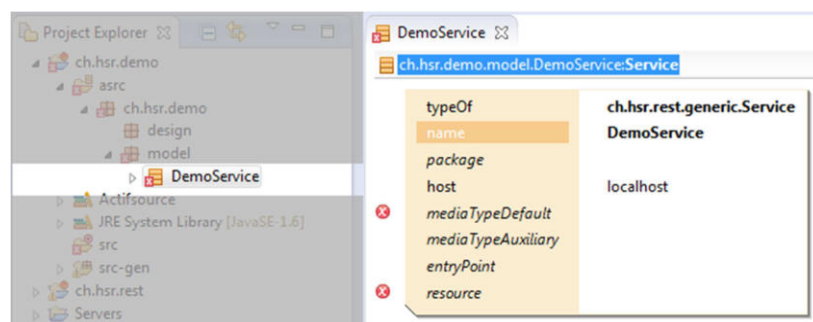 Project Explorer
ch.hsr.demo
asrc
ch.hsr.demo
design
model
DemoService
Actifsource
JRE System Library [JavaSE-1.6]
src
src-gen
ch.hsr.rest
Servers
DemoService
ch.hsr.demo.model.DemoService:Service
typeOf ch.hsr.rest.generic.Service
name DemoService
package
host localhost
mediaTypeDefault
mediaTypeAuxiliary
entryPoint
resource